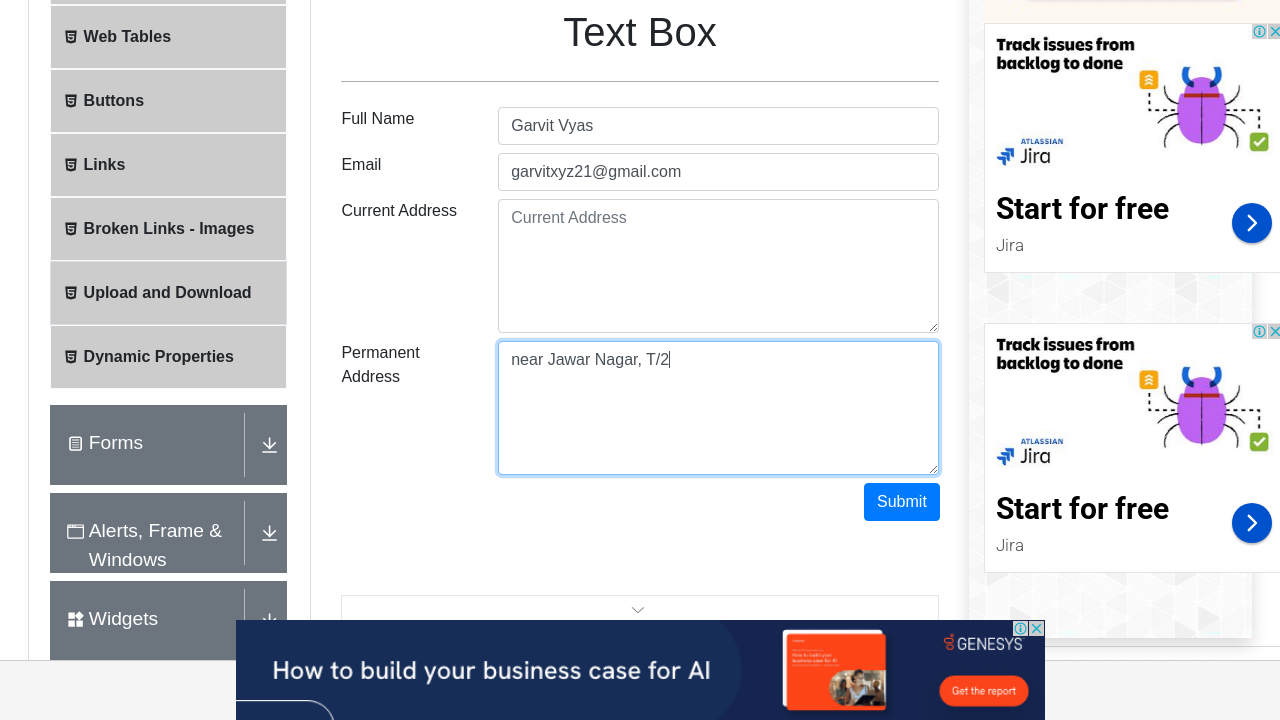 Text Box
Web Tables
Buttons
Links
Broken Links - Images
Upload and Download
Dynamic Properties
Forms
Alerts, Frame &
Windows
Widgets
Full Name
Garvit Vyas
Email
garvitxyz21@gmail.com
Current Address
Current Address
Permanent
Address
near Jawar Nagar, T/2
Submit
Track issues from
backlog to done
ATLASSIAN
Jira
Start for free
Jira
Track issues from
backlog to done
ATLASSIAN
Jira
Start for free
Jira
How to build your business case for AI
GENESYS
Get the report